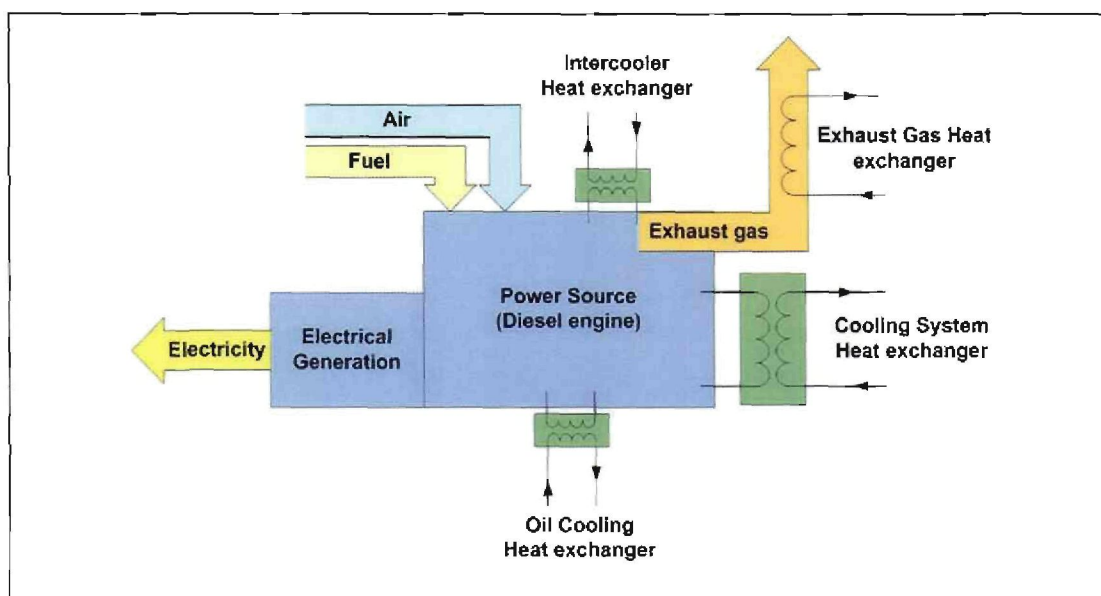 Intercooler
Heat exchanger
Air
Fuel
Exhaust Gas Heat
exchanger
Exhaust gas
Power Source
(Diesel engine)
Electricity
Electrical
Generation
Cooling System
Heat exchanger
Oil Cooling
Heat exchanger